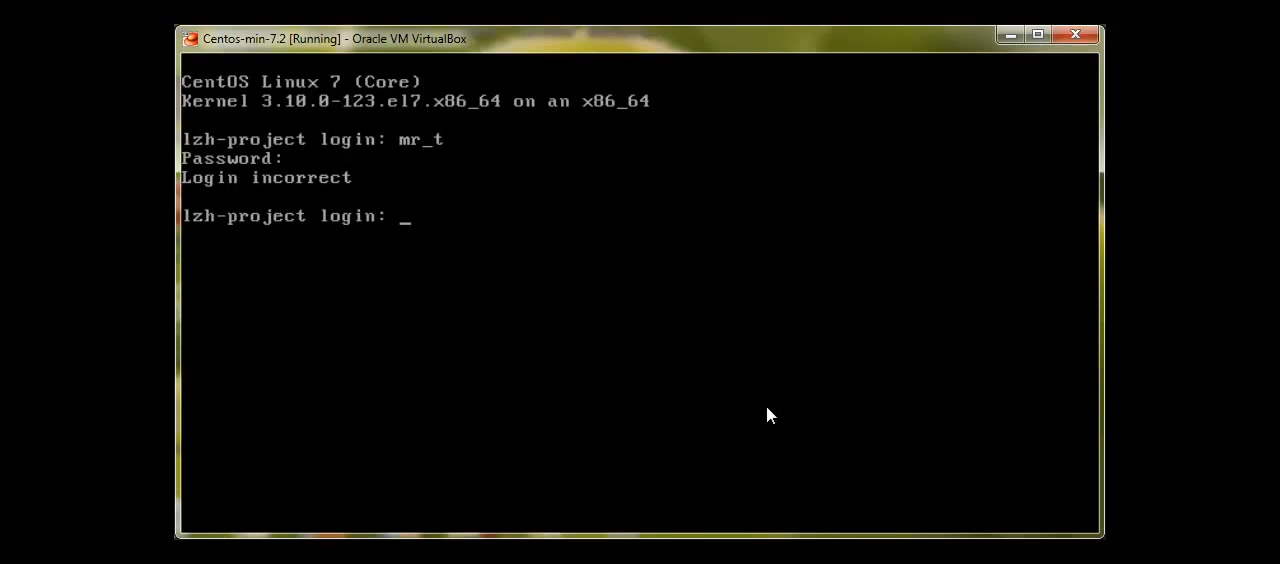 Centos-min-7.2 [Running] - Oracle VM VirtualBox
CentOS Linux 7 (Core)
Kernel 3.10.0-123.el7.x86_64 on an x86_64
lzh-project login: mr_t
Password:
Login incorrect
lzh-project login: _